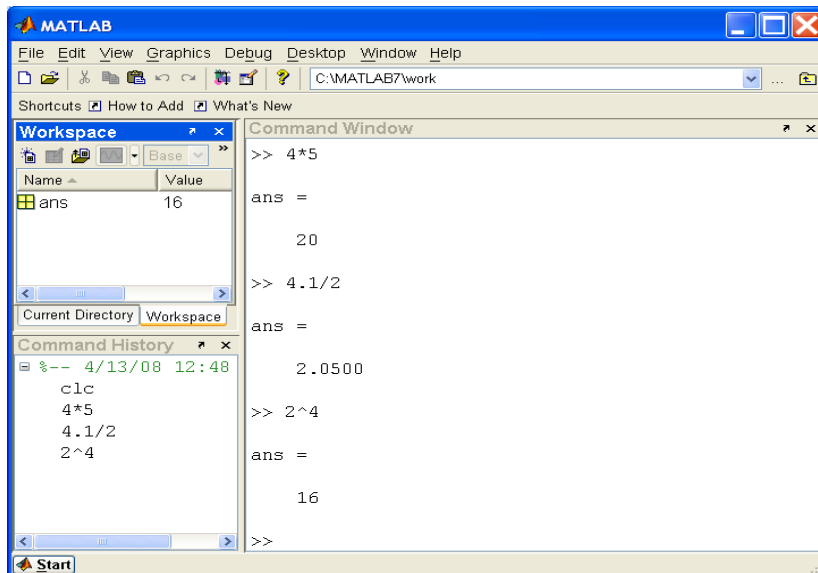 MATLAB
File Edit View Graphics Debug Desktop Window Help
C:\MATLAB7\work ...
Shortcuts How to Add What's New
Workspace
Base »
Name Value
ans 16
Current Directory Workspace
Command History
%-- 4/13/08 12:48
clc
4*5
4.1/2
2^4
Command Window
>> 4*5
ans =
20
>> 4.1/2
ans =
2.0500
>> 2^4
ans =
16
>>
Start